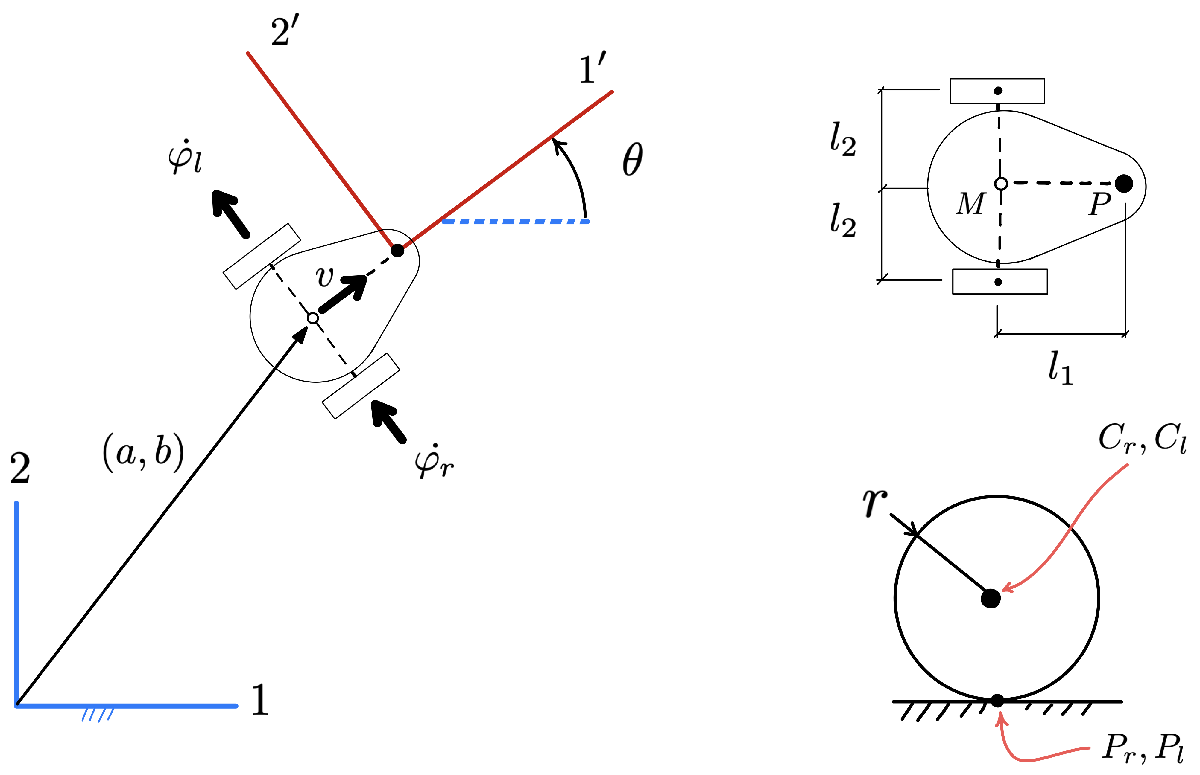 2′
1′
φ̇_l
θ
v
(a, b)
φ̇_r
2
1
l_2
l_2
M
P
l_1
C_r, C_l
r
P_r, P_l